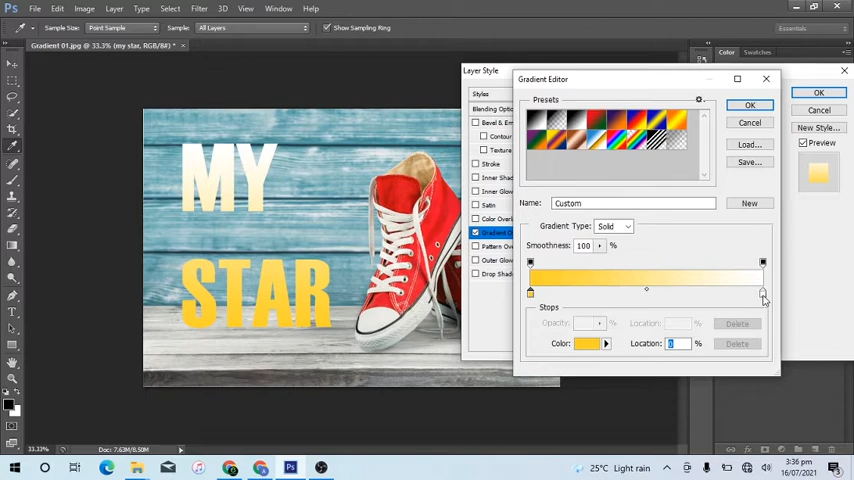 Ps File Edit Image Layer Type Select Filter View Window Help
Sample Size: Point Sample Sample: All Layers Show Sampling Ring Essentials
Gradient 01.jpg @ 33.3% (my star, RGB/8#) * ×
Color Swatches
Layer Style
Gradient Editor
Styles
Blending Option
Bevel & Em
Contour
Texture
Stroke
Inner Shad
Inner Glow
Satin
Color Overl
Gradient O
Pattern Ove
Outer Glow
Drop Shad
OK
Cancel
New Style...
Preview
Presets
OK
Cancel
Load...
Save...
Name: Custom New
Gradient Type: Solid
Smoothness: 100 %
Stops
Opacity: % Location: % Delete
Color: Location: 0 % Delete
MY
STAR
33.33% Doc: 7.63M/8.50M
25°C Light rain
3:36 pm
16/07/2021
3